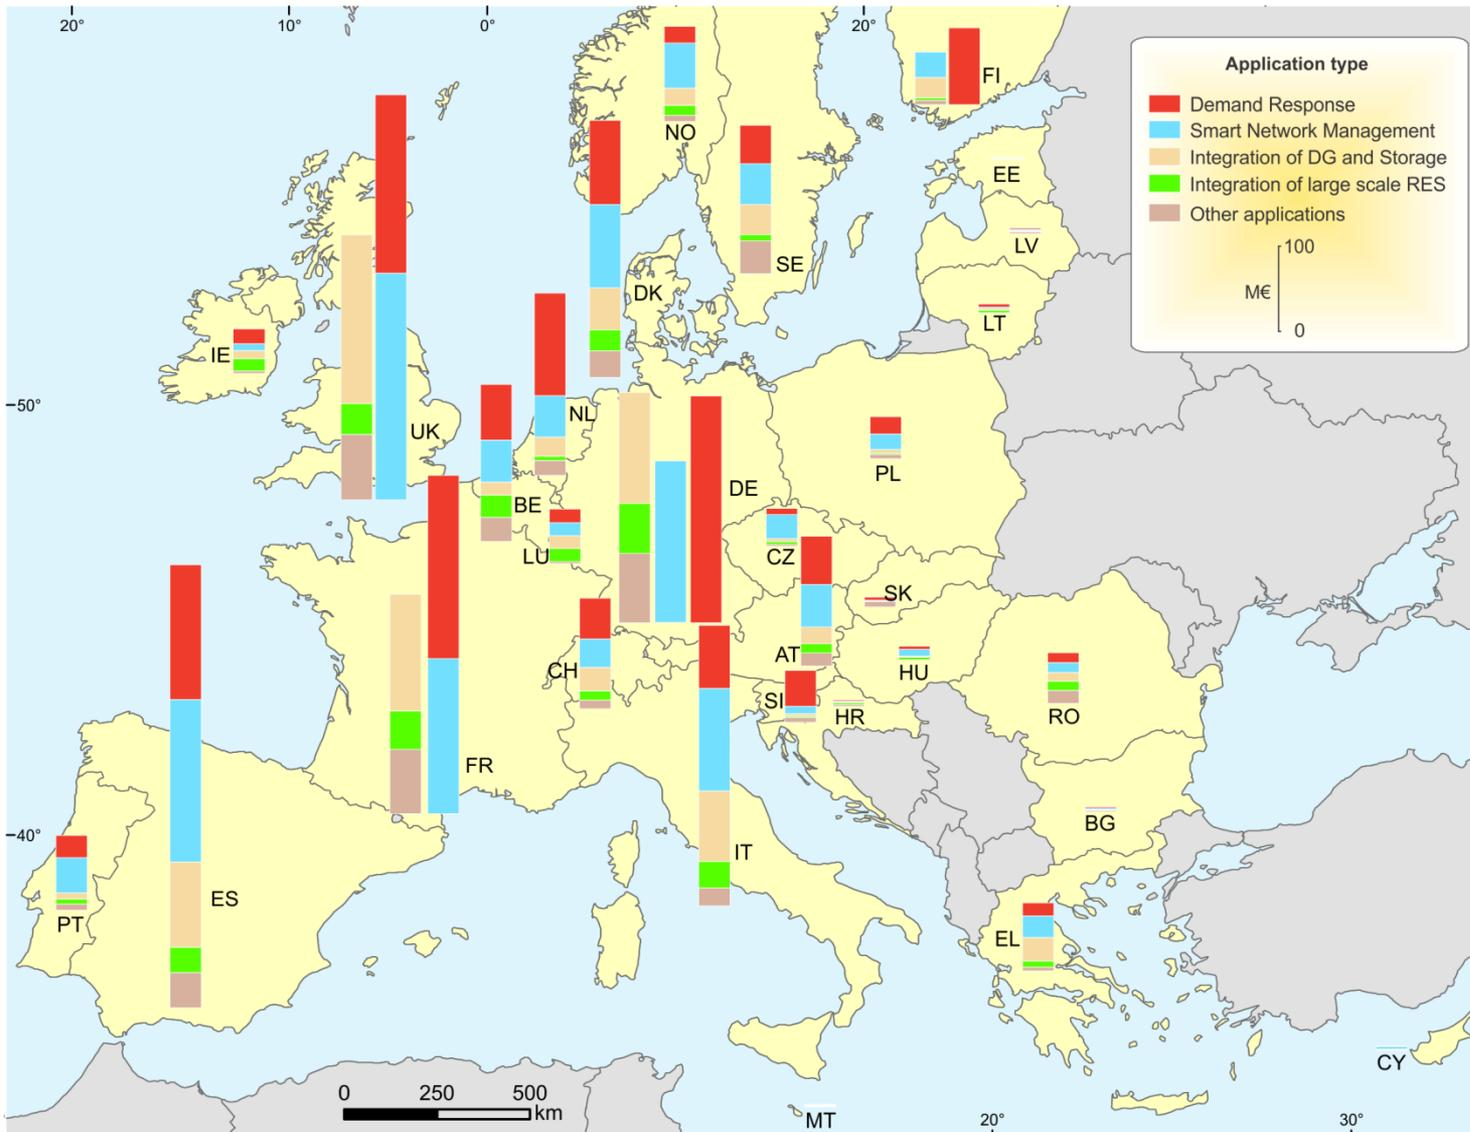 20°
10°
0°
20°
Application type
Demand Response
Smart Network Management
Integration of DG and Storage
Integration of large scale RES
Other applications
100
M€
0
FI
NO
EE
LV
SE
DK
LT
IE
50°
NL
UK
PL
DE
BE
CZ
LU
SK
AT
CH
HU
SI
HR
RO
FR
BG
40°
IT
ES
PT
EL
CY
0 250 500
km
MT
20°
30°